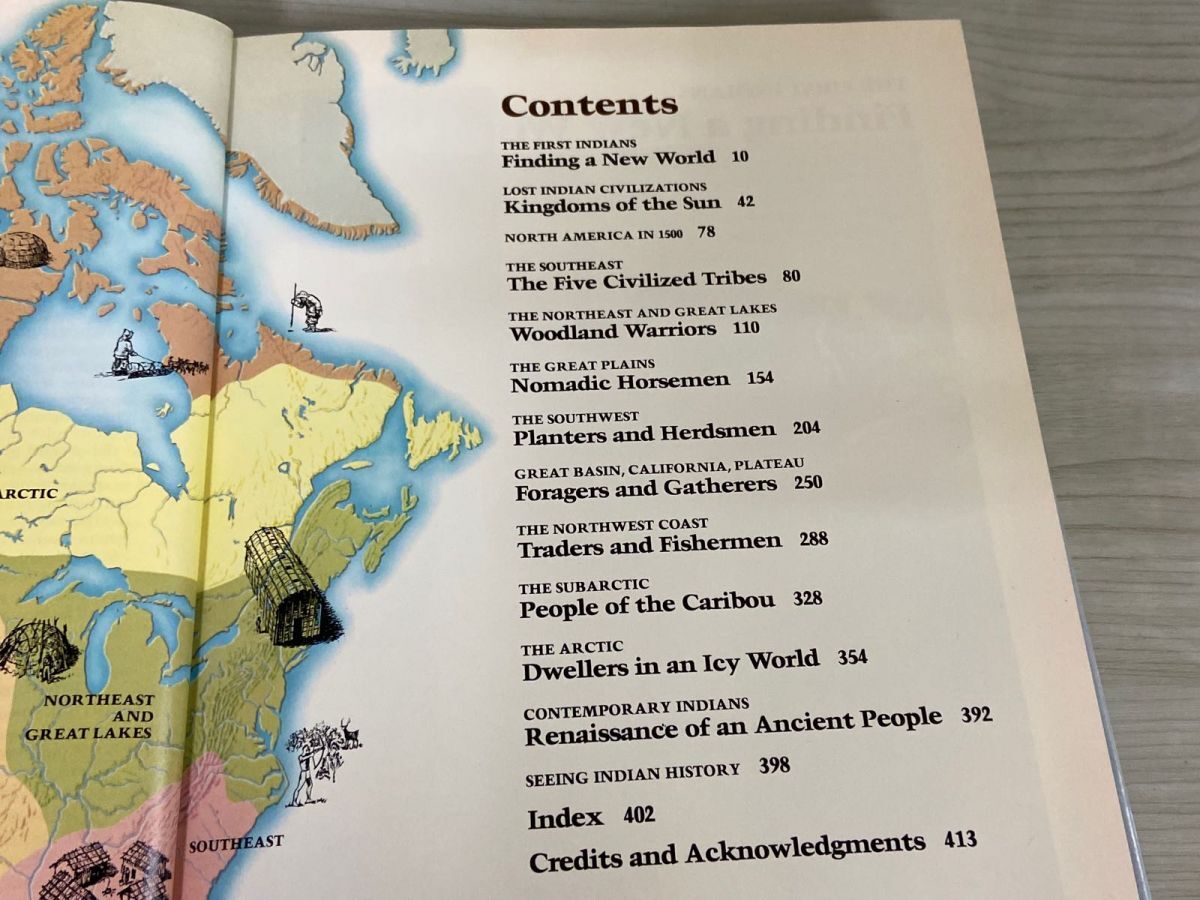 Contents
THE FIRST INDIANS
Finding a New World 10
LOST INDIAN CIVILIZATIONS
Kingdoms of the Sun 42
NORTH AMERICA IN 1500 78
THE SOUTHEAST
The Five Civilized Tribes 80
THE NORTHEAST AND GREAT LAKES
Woodland Warriors 110
THE GREAT PLAINS
Nomadic Horsemen 154
THE SOUTHWEST
Planters and Herdsmen 204
GREAT BASIN, CALIFORNIA, PLATEAU
Foragers and Gatherers 250
THE NORTHWEST COAST
Traders and Fishermen 288
THE SUBARCTIC
People of the Caribou 328
THE ARCTIC
Dwellers in an Icy World 354
CONTEMPORARY INDIANS
Renaissance of an Ancient People 392
SEEING INDIAN HISTORY 398
Index 402
Credits and Acknowledgments 413
ARCTIC
NORTHEAST
AND
GREAT LAKES
SOUTHEAST